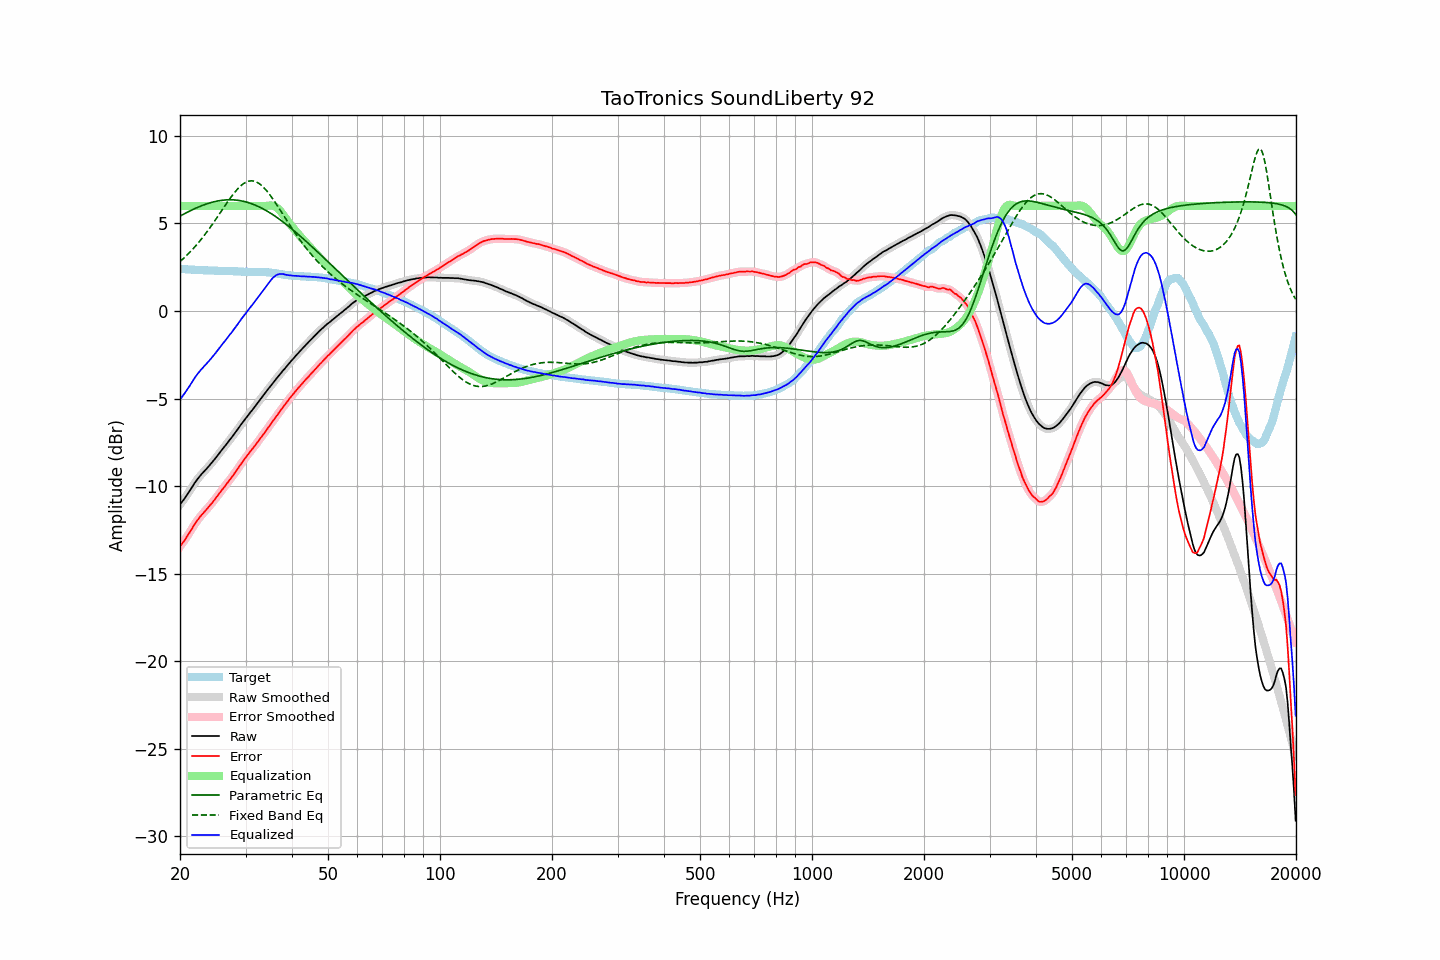 TaoTronics SoundLiberty 92
10
5
0
−5
−10
−15
−20
−25
−30
Amplitude (dBr)
Target
Raw Smoothed
Error Smoothed
Raw
Error
Equalization
Parametric Eq
Fixed Band Eq
Equalized
20 50 100 200 500 1000 2000 5000 10000 20000
Frequency (Hz)